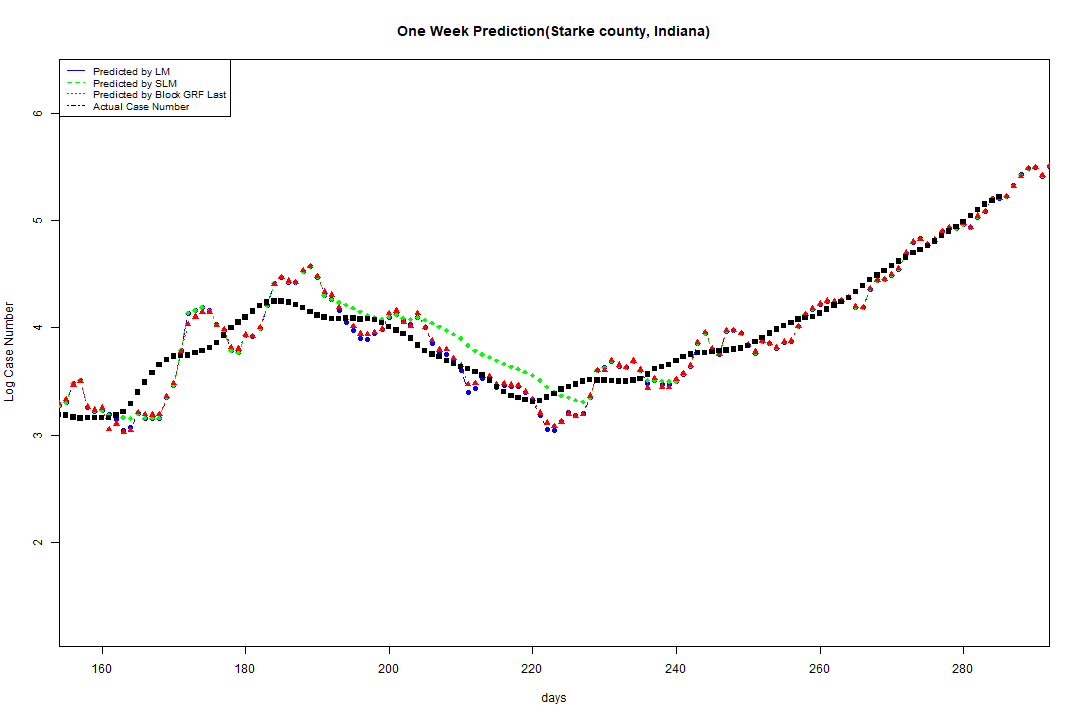 One Week Prediction(Starke county, Indiana)
Predicted by LM
Predicted by SLM
Predicted by Block GRF Last
Actual Case Number
Log Case Number
6
5
4
3
2
160 180 200 220 240 260 280
days